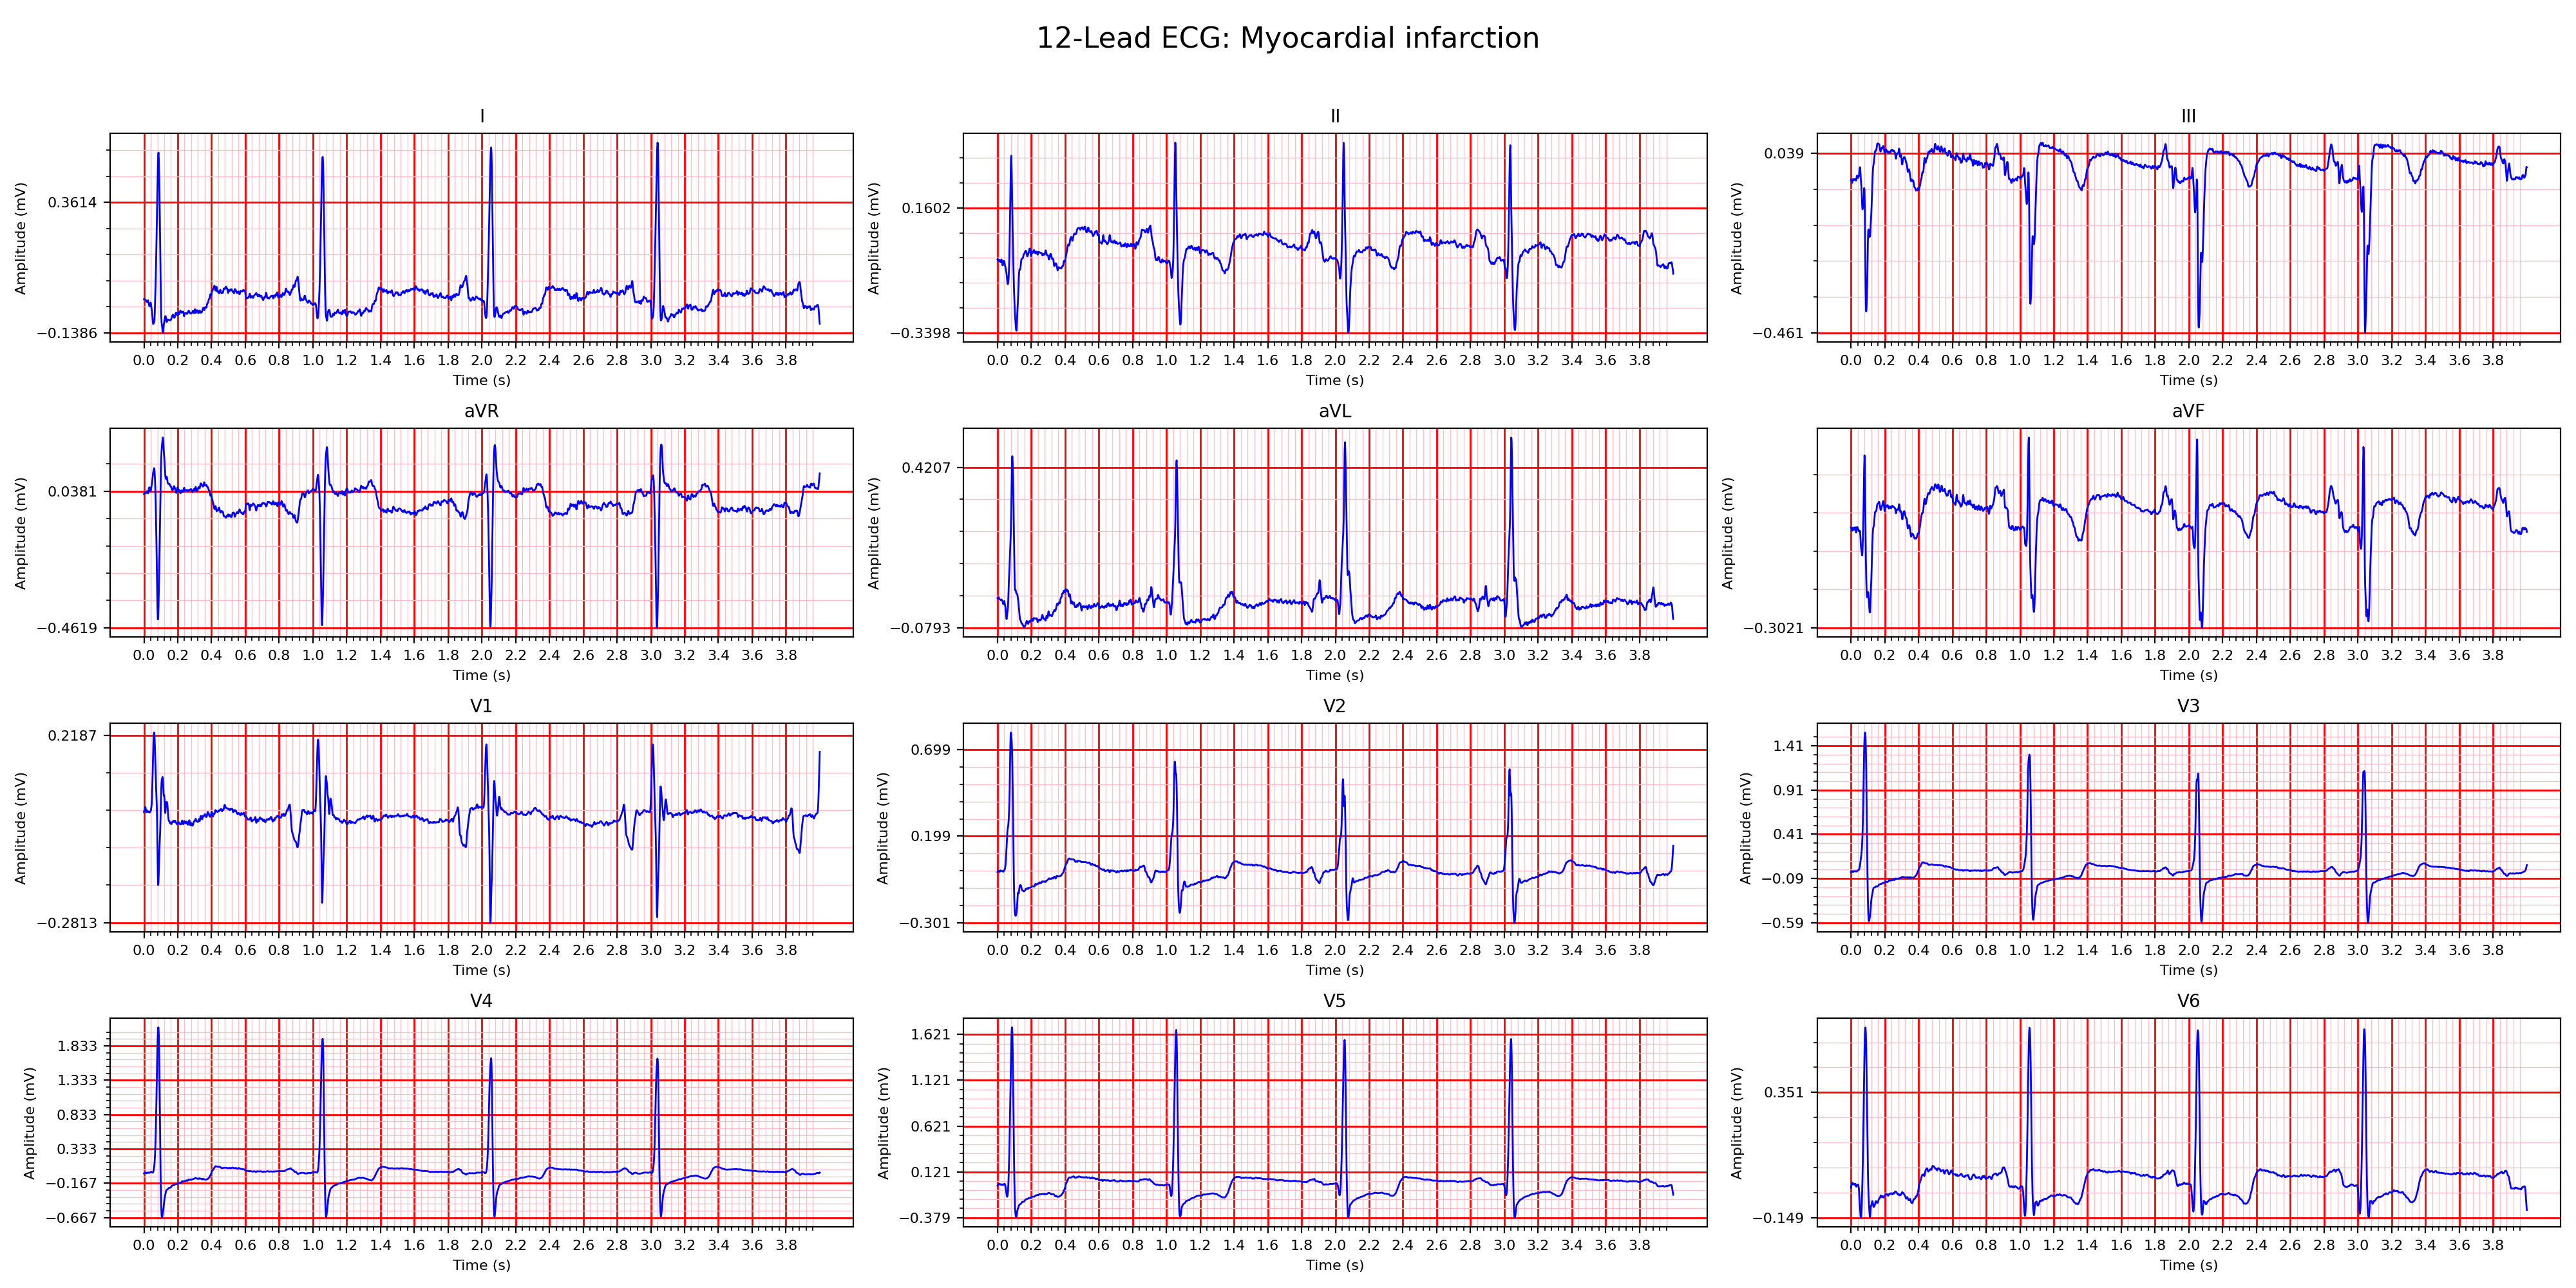 12-Lead ECG: Myocardial infarction
I
Amplitude (mV)
0.3614
−0.1386
0.0 0.2 0.4 0.6 0.8 1.0 1.2 1.4 1.6 1.8 2.0 2.2 2.4 2.6 2.8 3.0 3.2 3.4 3.6 3.8
Time (s)
II
Amplitude (mV)
0.1602
−0.3398
0.0 0.2 0.4 0.6 0.8 1.0 1.2 1.4 1.6 1.8 2.0 2.2 2.4 2.6 2.8 3.0 3.2 3.4 3.6 3.8
Time (s)
III
Amplitude (mV)
0.039
−0.461
0.0 0.2 0.4 0.6 0.8 1.0 1.2 1.4 1.6 1.8 2.0 2.2 2.4 2.6 2.8 3.0 3.2 3.4 3.6 3.8
Time (s)
aVR
Amplitude (mV)
0.0381
−0.4619
0.0 0.2 0.4 0.6 0.8 1.0 1.2 1.4 1.6 1.8 2.0 2.2 2.4 2.6 2.8 3.0 3.2 3.4 3.6 3.8
Time (s)
aVL
Amplitude (mV)
0.4207
−0.0793
0.0 0.2 0.4 0.6 0.8 1.0 1.2 1.4 1.6 1.8 2.0 2.2 2.4 2.6 2.8 3.0 3.2 3.4 3.6 3.8
Time (s)
aVF
Amplitude (mV)
−0.3021
0.0 0.2 0.4 0.6 0.8 1.0 1.2 1.4 1.6 1.8 2.0 2.2 2.4 2.6 2.8 3.0 3.2 3.4 3.6 3.8
Time (s)
V1
Amplitude (mV)
0.2187
−0.2813
0.0 0.2 0.4 0.6 0.8 1.0 1.2 1.4 1.6 1.8 2.0 2.2 2.4 2.6 2.8 3.0 3.2 3.4 3.6 3.8
Time (s)
V2
Amplitude (mV)
0.699
0.199
−0.301
0.0 0.2 0.4 0.6 0.8 1.0 1.2 1.4 1.6 1.8 2.0 2.2 2.4 2.6 2.8 3.0 3.2 3.4 3.6 3.8
Time (s)
V3
Amplitude (mV)
1.41
0.91
0.41
−0.09
−0.59
0.0 0.2 0.4 0.6 0.8 1.0 1.2 1.4 1.6 1.8 2.0 2.2 2.4 2.6 2.8 3.0 3.2 3.4 3.6 3.8
Time (s)
V4
Amplitude (mV)
1.833
1.333
0.833
0.333
−0.167
−0.667
0.0 0.2 0.4 0.6 0.8 1.0 1.2 1.4 1.6 1.8 2.0 2.2 2.4 2.6 2.8 3.0 3.2 3.4 3.6 3.8
Time (s)
V5
Amplitude (mV)
1.621
1.121
0.621
0.121
−0.379
0.0 0.2 0.4 0.6 0.8 1.0 1.2 1.4 1.6 1.8 2.0 2.2 2.4 2.6 2.8 3.0 3.2 3.4 3.6 3.8
Time (s)
V6
Amplitude (mV)
0.351
−0.149
0.0 0.2 0.4 0.6 0.8 1.0 1.2 1.4 1.6 1.8 2.0 2.2 2.4 2.6 2.8 3.0 3.2 3.4 3.6 3.8
Time (s)